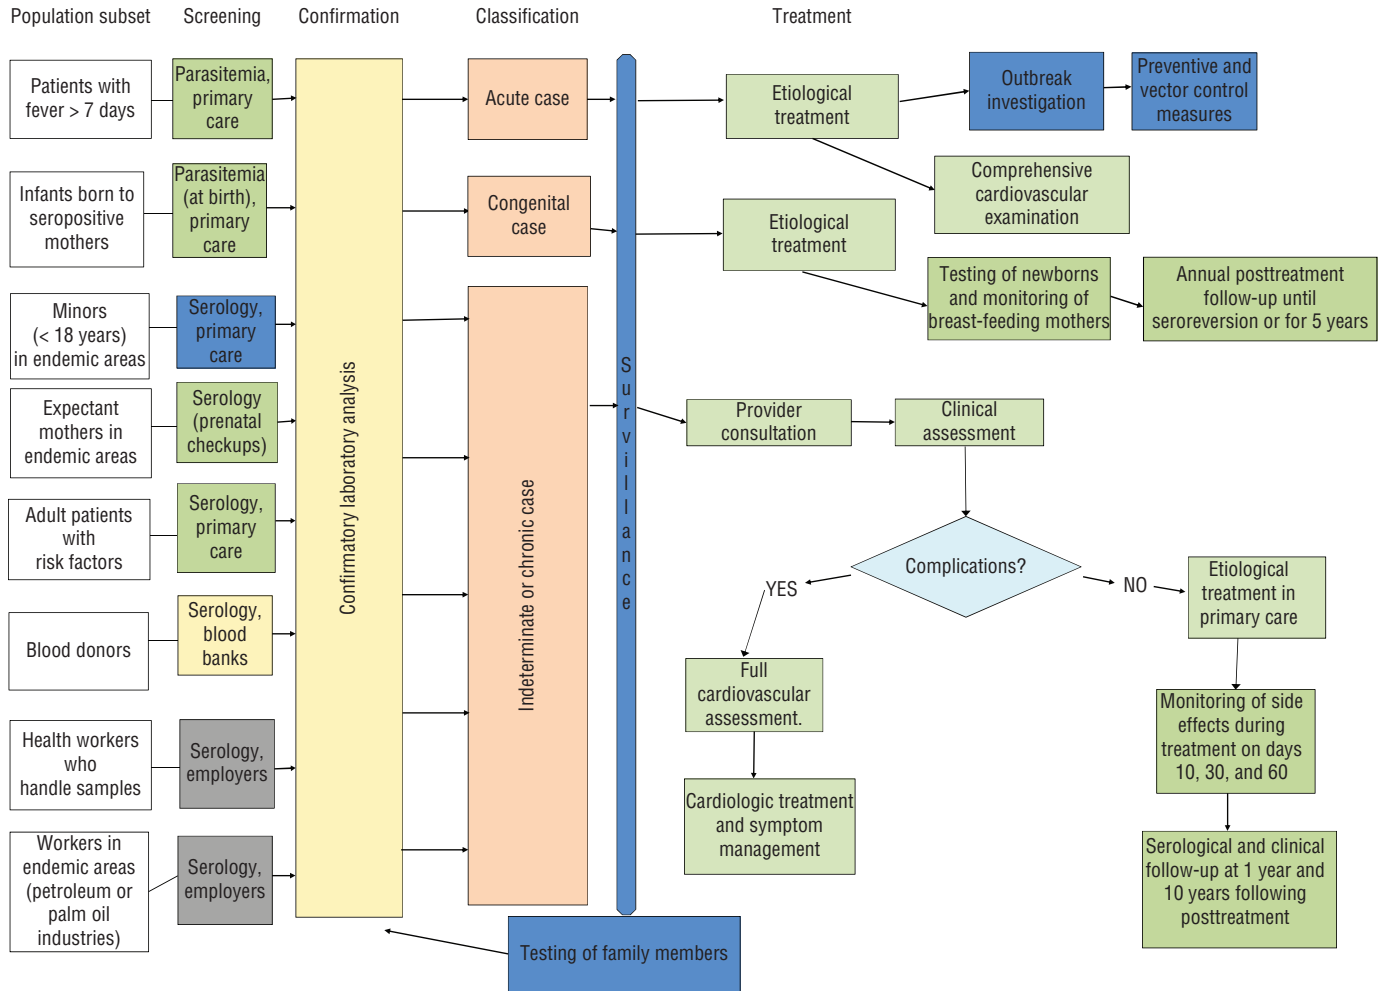 Population subset
Screening
Confirmation
Classification
Treatment
Patients with
fever > 7 days
Parasitemia,
primary
care
Acute case
Etiological
treatment
Outbreak
investigation
Preventive and
vector control
measures
Comprehensive
cardiovascular
examination
Infants born to
seropositive
mothers
Parasitemia
(at birth),
primary
care
Congenital
case
Etiological
treatment
Testing of newborns
and monitoring of
breast-feeding mothers
Annual posttreatment
follow-up until
seroreversion or for 5 years
Minors
(< 18 years)
in endemic areas
Serology,
primary
care
Expectant
mothers in
endemic areas
Serology
(prenatal
checkups)
Adult patients
with
risk factors
Serology,
primary
care
Blood donors
Serology,
blood
banks
Health workers
who
handle samples
Serology,
employers
Workers in
endemic areas
(petroleum or
palm oil
industries)
Serology,
employers
Confirmatory laboratory analysis
Indeterminate or chronic case
Survillance
Provider
consultation
Clinical
assessment
Complications?
YES
NO
Full
cardiovascular
assessment.
Cardiologic treatment
and symptom
management
Etiological
treatment in
primary care
Monitoring of side
effects during
treatment on days
10, 30, and 60
Serological and clinical
follow-up at 1 year and
10 years following
posttreatment
Testing of family members